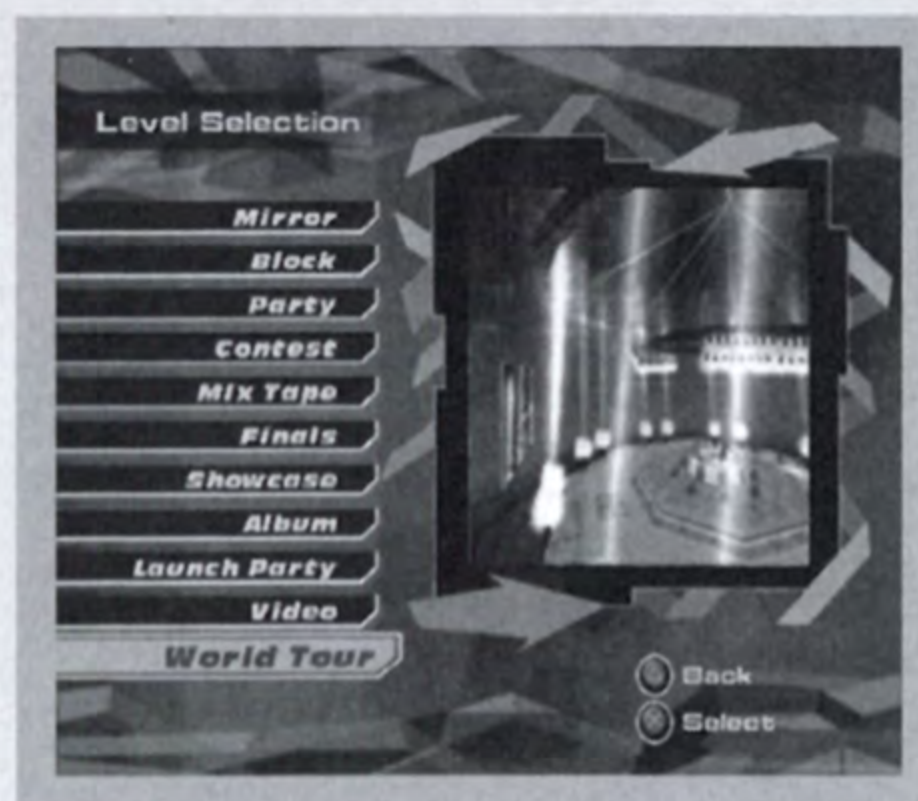 Level Selection
Mirror
Block
Party
Contest
Mix Tape
Finals
Showcase
Album
Launch Party
Video
World Tour
Back
Select